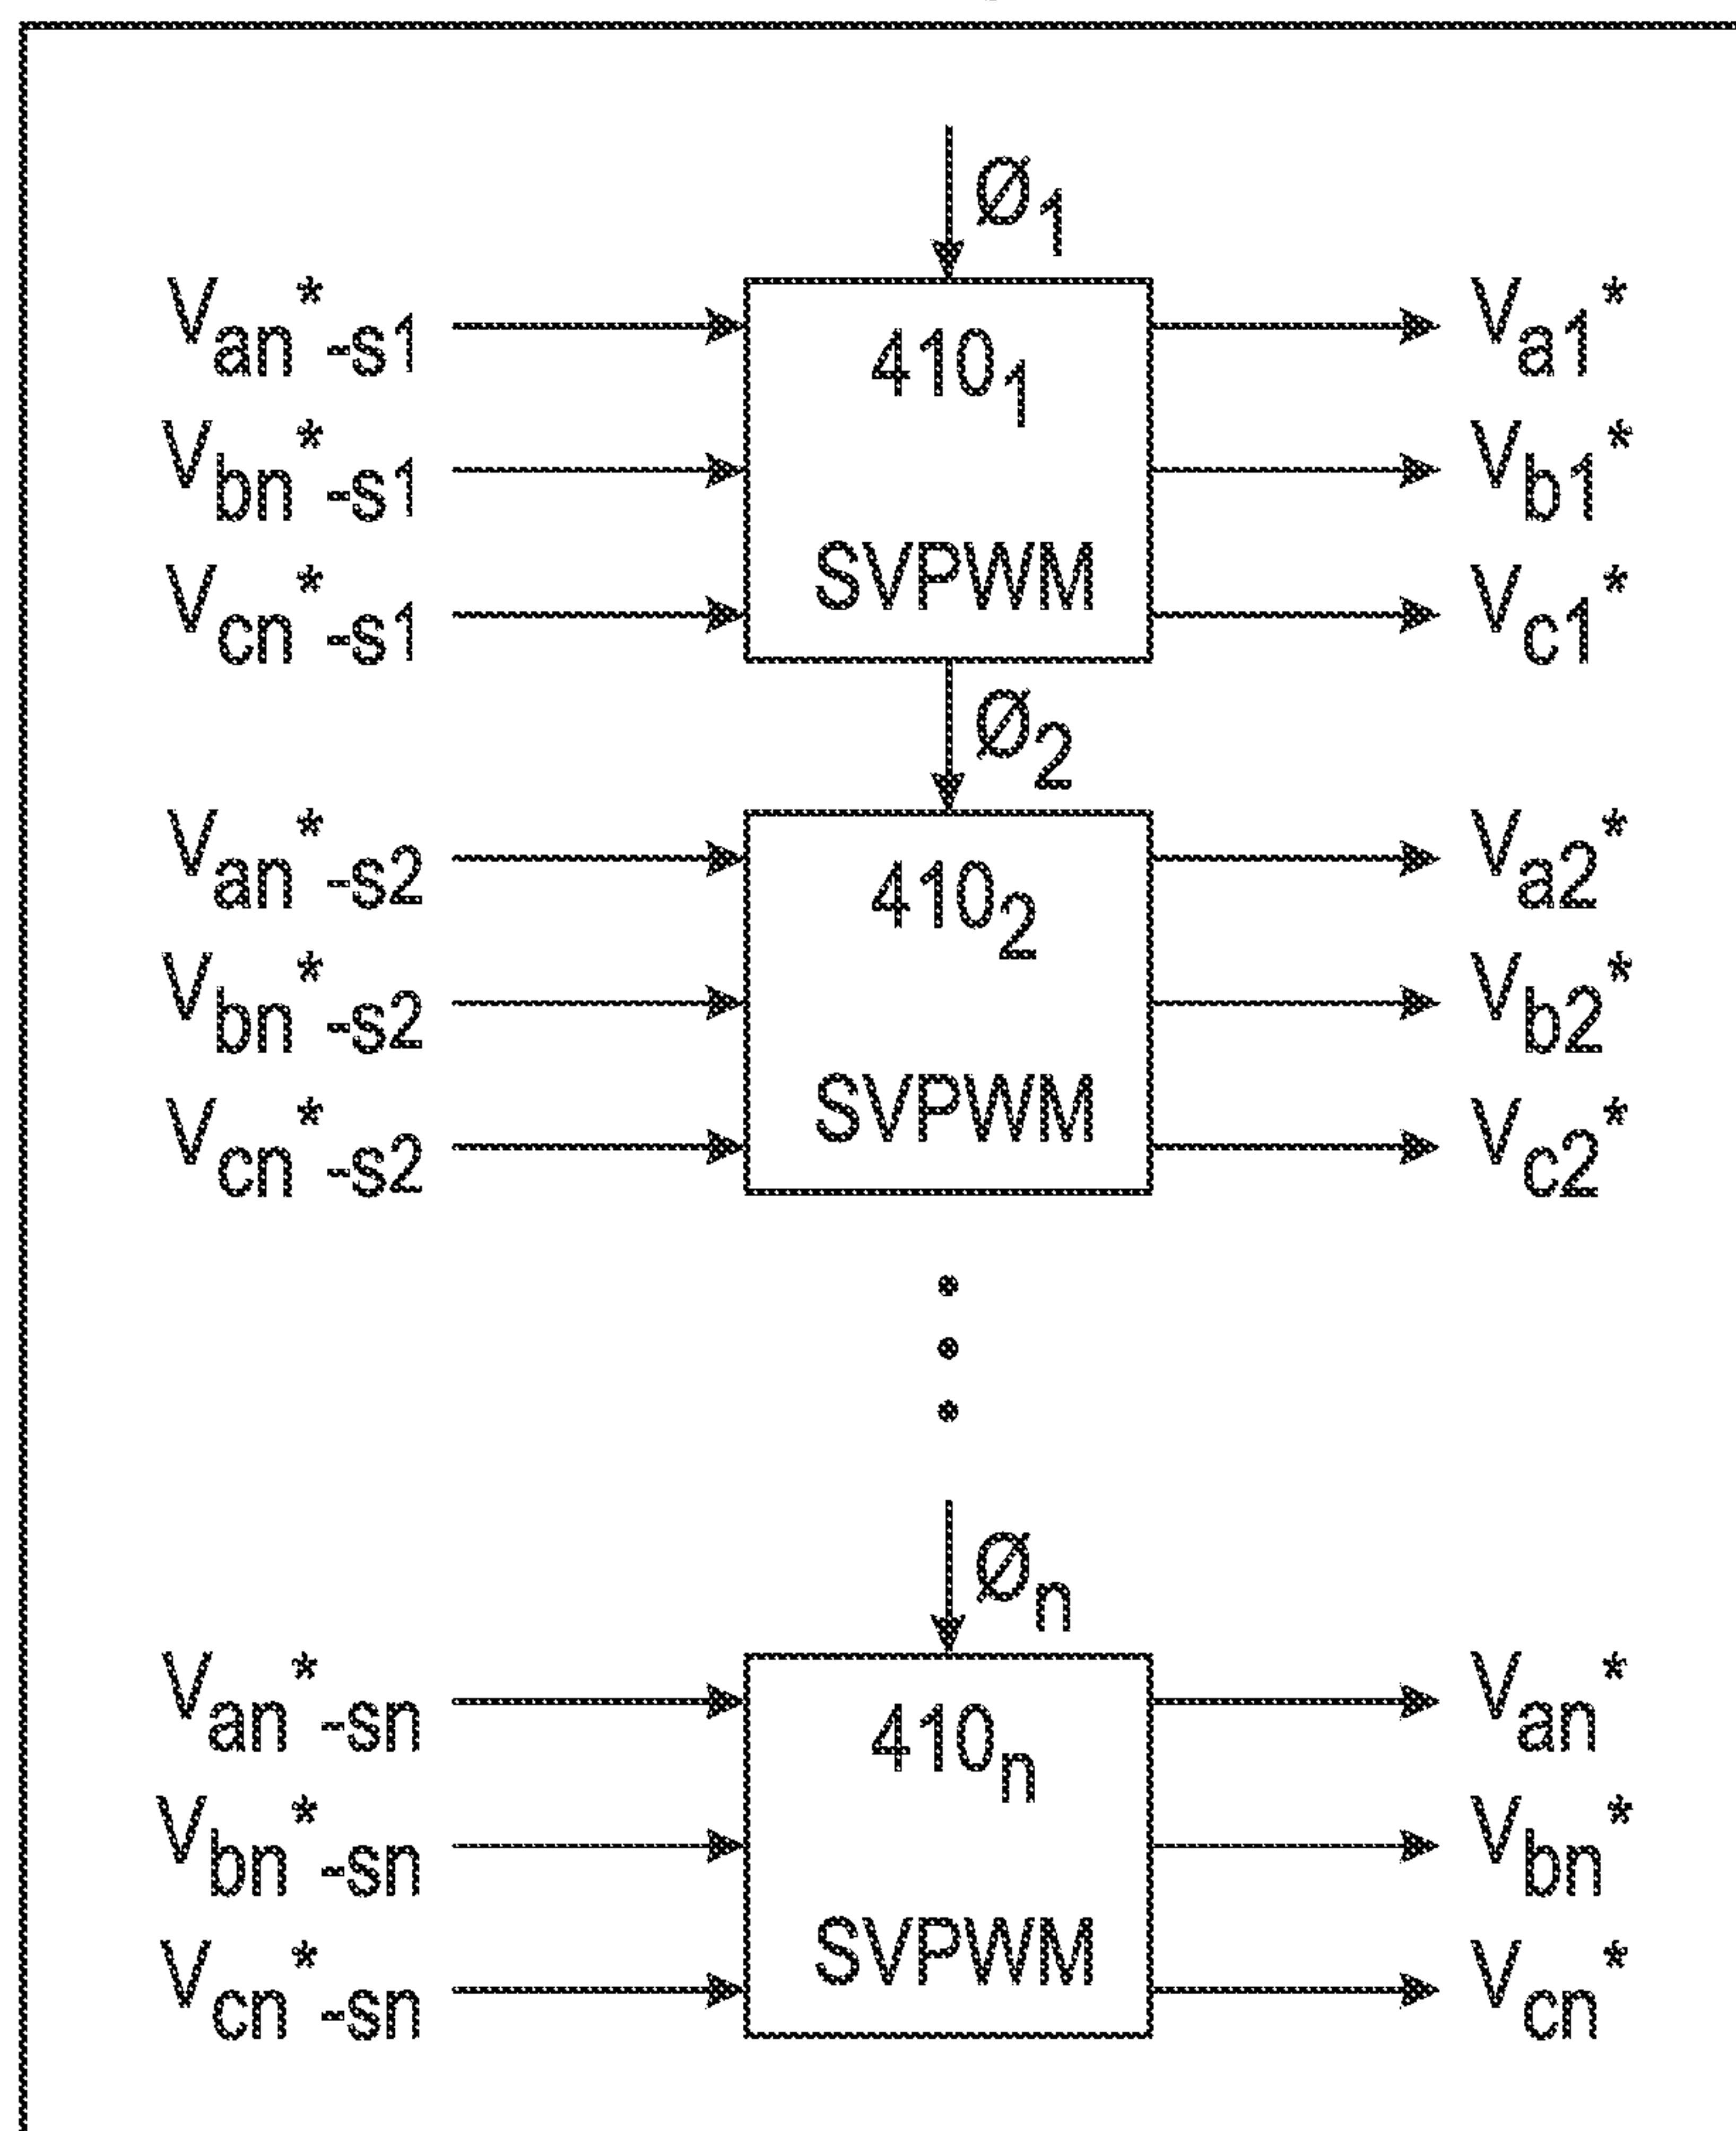 Ø1
Van*-s1 4101 Va1*
Vbn*-s1 Vb1*
Vcn*-s1 SVPWM Vc1*
Ø2
Van*-s2 4102 Va2*
Vbn*-s2 Vb2*
Vcn*-s2 SVPWM Vc2*
Øn
Van*-sn 410n Van*
Vbn*-sn Vbn*
Vcn*-sn SVPWM Vcn*